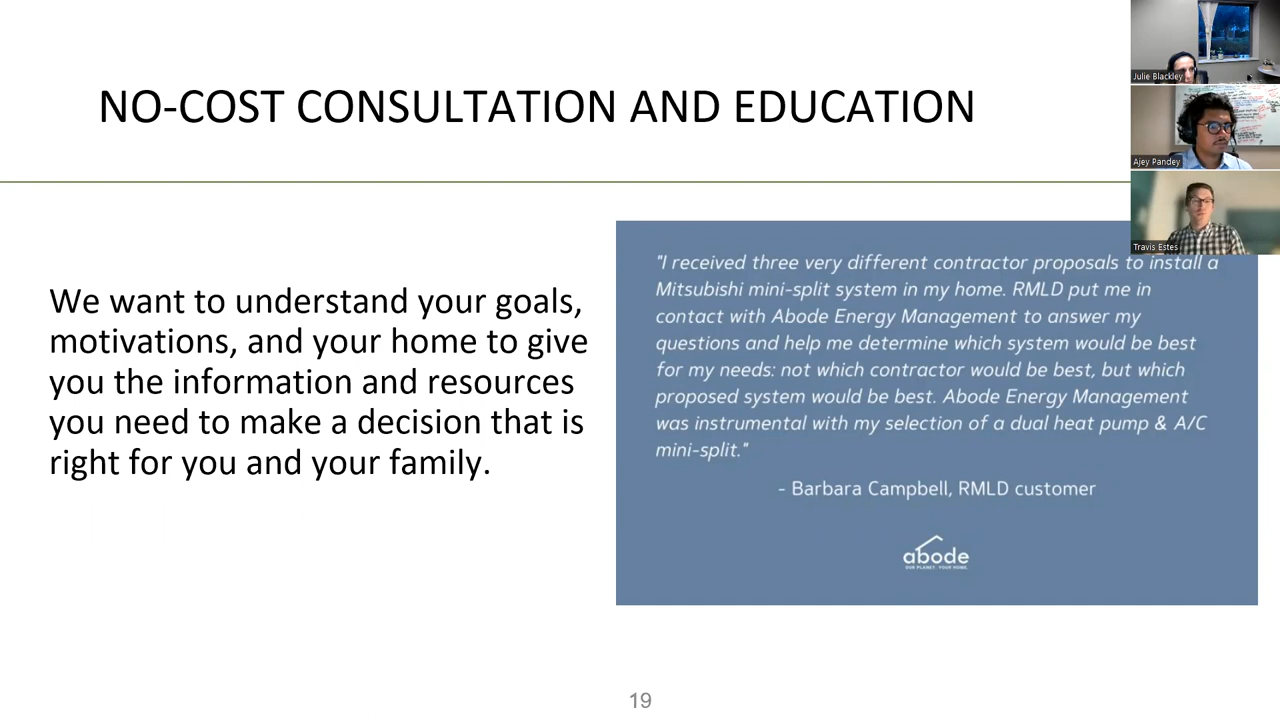 NO-COST CONSULTATION AND EDUCATION
Julie Blackley
Ajey Pandey
Travis Estes
We want to understand your goals,
motivations, and your home to give
you the information and resources
you need to make a decision that is
right for you and your family.
"I received three very different contractor proposals to install a
Mitsubishi mini-split system in my home. RMLD put me in
contact with Abode Energy Management to answer my
questions and help me determine which system would be best
for my needs: not which contractor would be best, but which
proposed system would be best. Abode Energy Management
was instrumental with my selection of a dual heat pump & A/C
mini-split."
- Barbara Campbell, RMLD customer
abode
OUR PLANET. YOUR HOME.
19